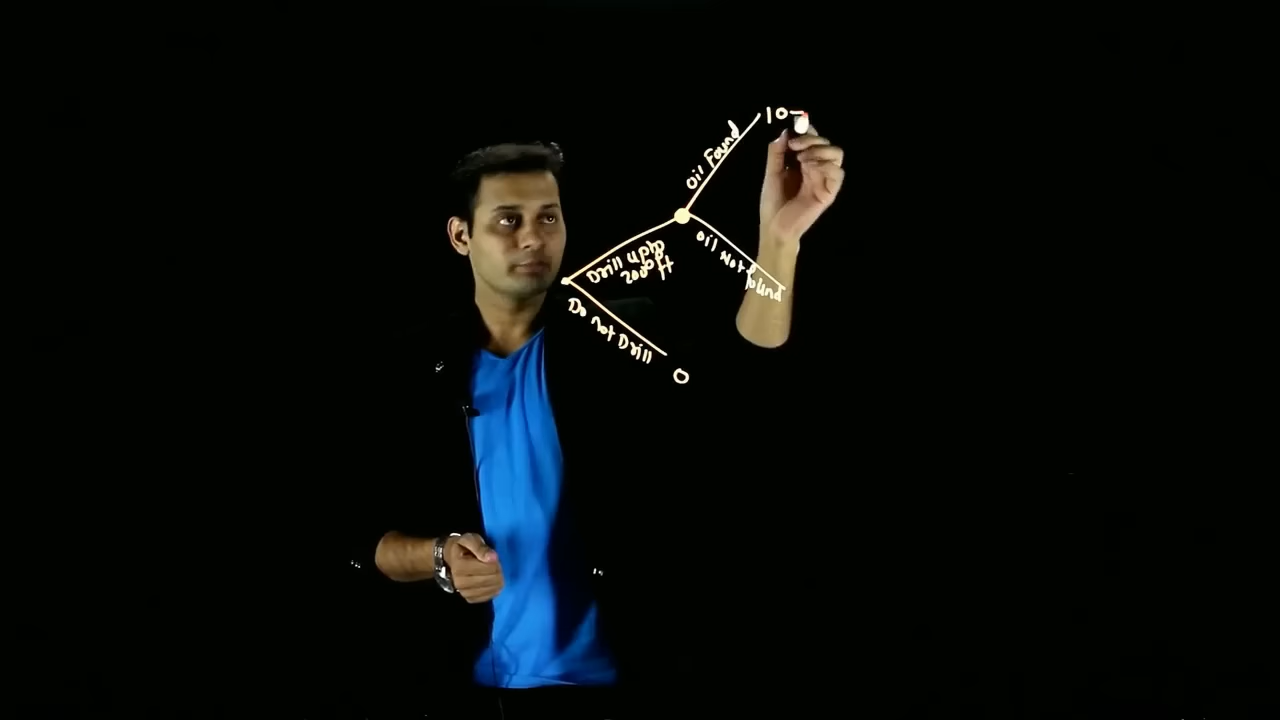 10-
Oil Found
Oil Not
Found
Drill upto
2000 ft
Do not Drill
0